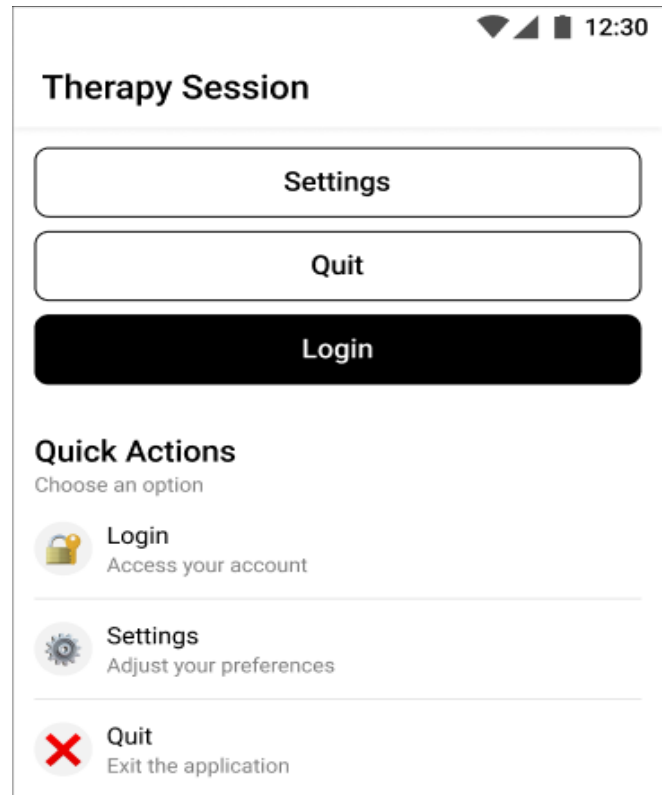 12:30
Therapy Session
Settings
Quit
Login
Quick Actions
Choose an option
Login
Access your account
Settings
Adjust your preferences
Quit
Exit the application